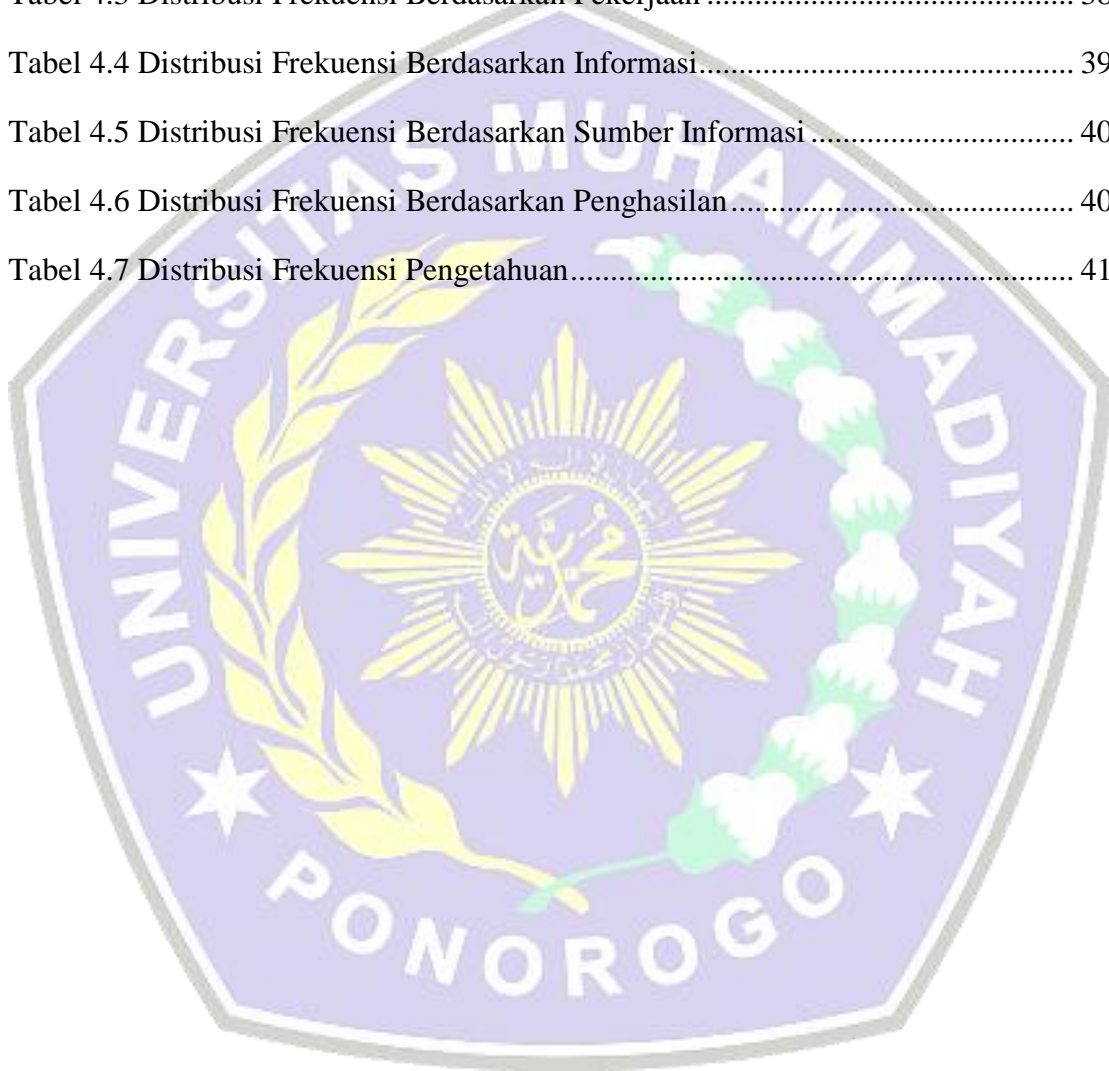 Tabel 4.4 Distribusi Frekuensi Berdasarkan Informasi.............................................. 39
Tabel 4.5 Distribusi Frekuensi Berdasarkan Sumber Informasi ................................ 40
Tabel 4.6 Distribusi Frekuensi Berdasarkan Penghasilan.......................................... 40
Tabel 4.7 Distribusi Frekuensi Pengetahuan.............................................................. 41
UNIVERSITAS MUHAMMADIYAH
محمدية
PONOROGO